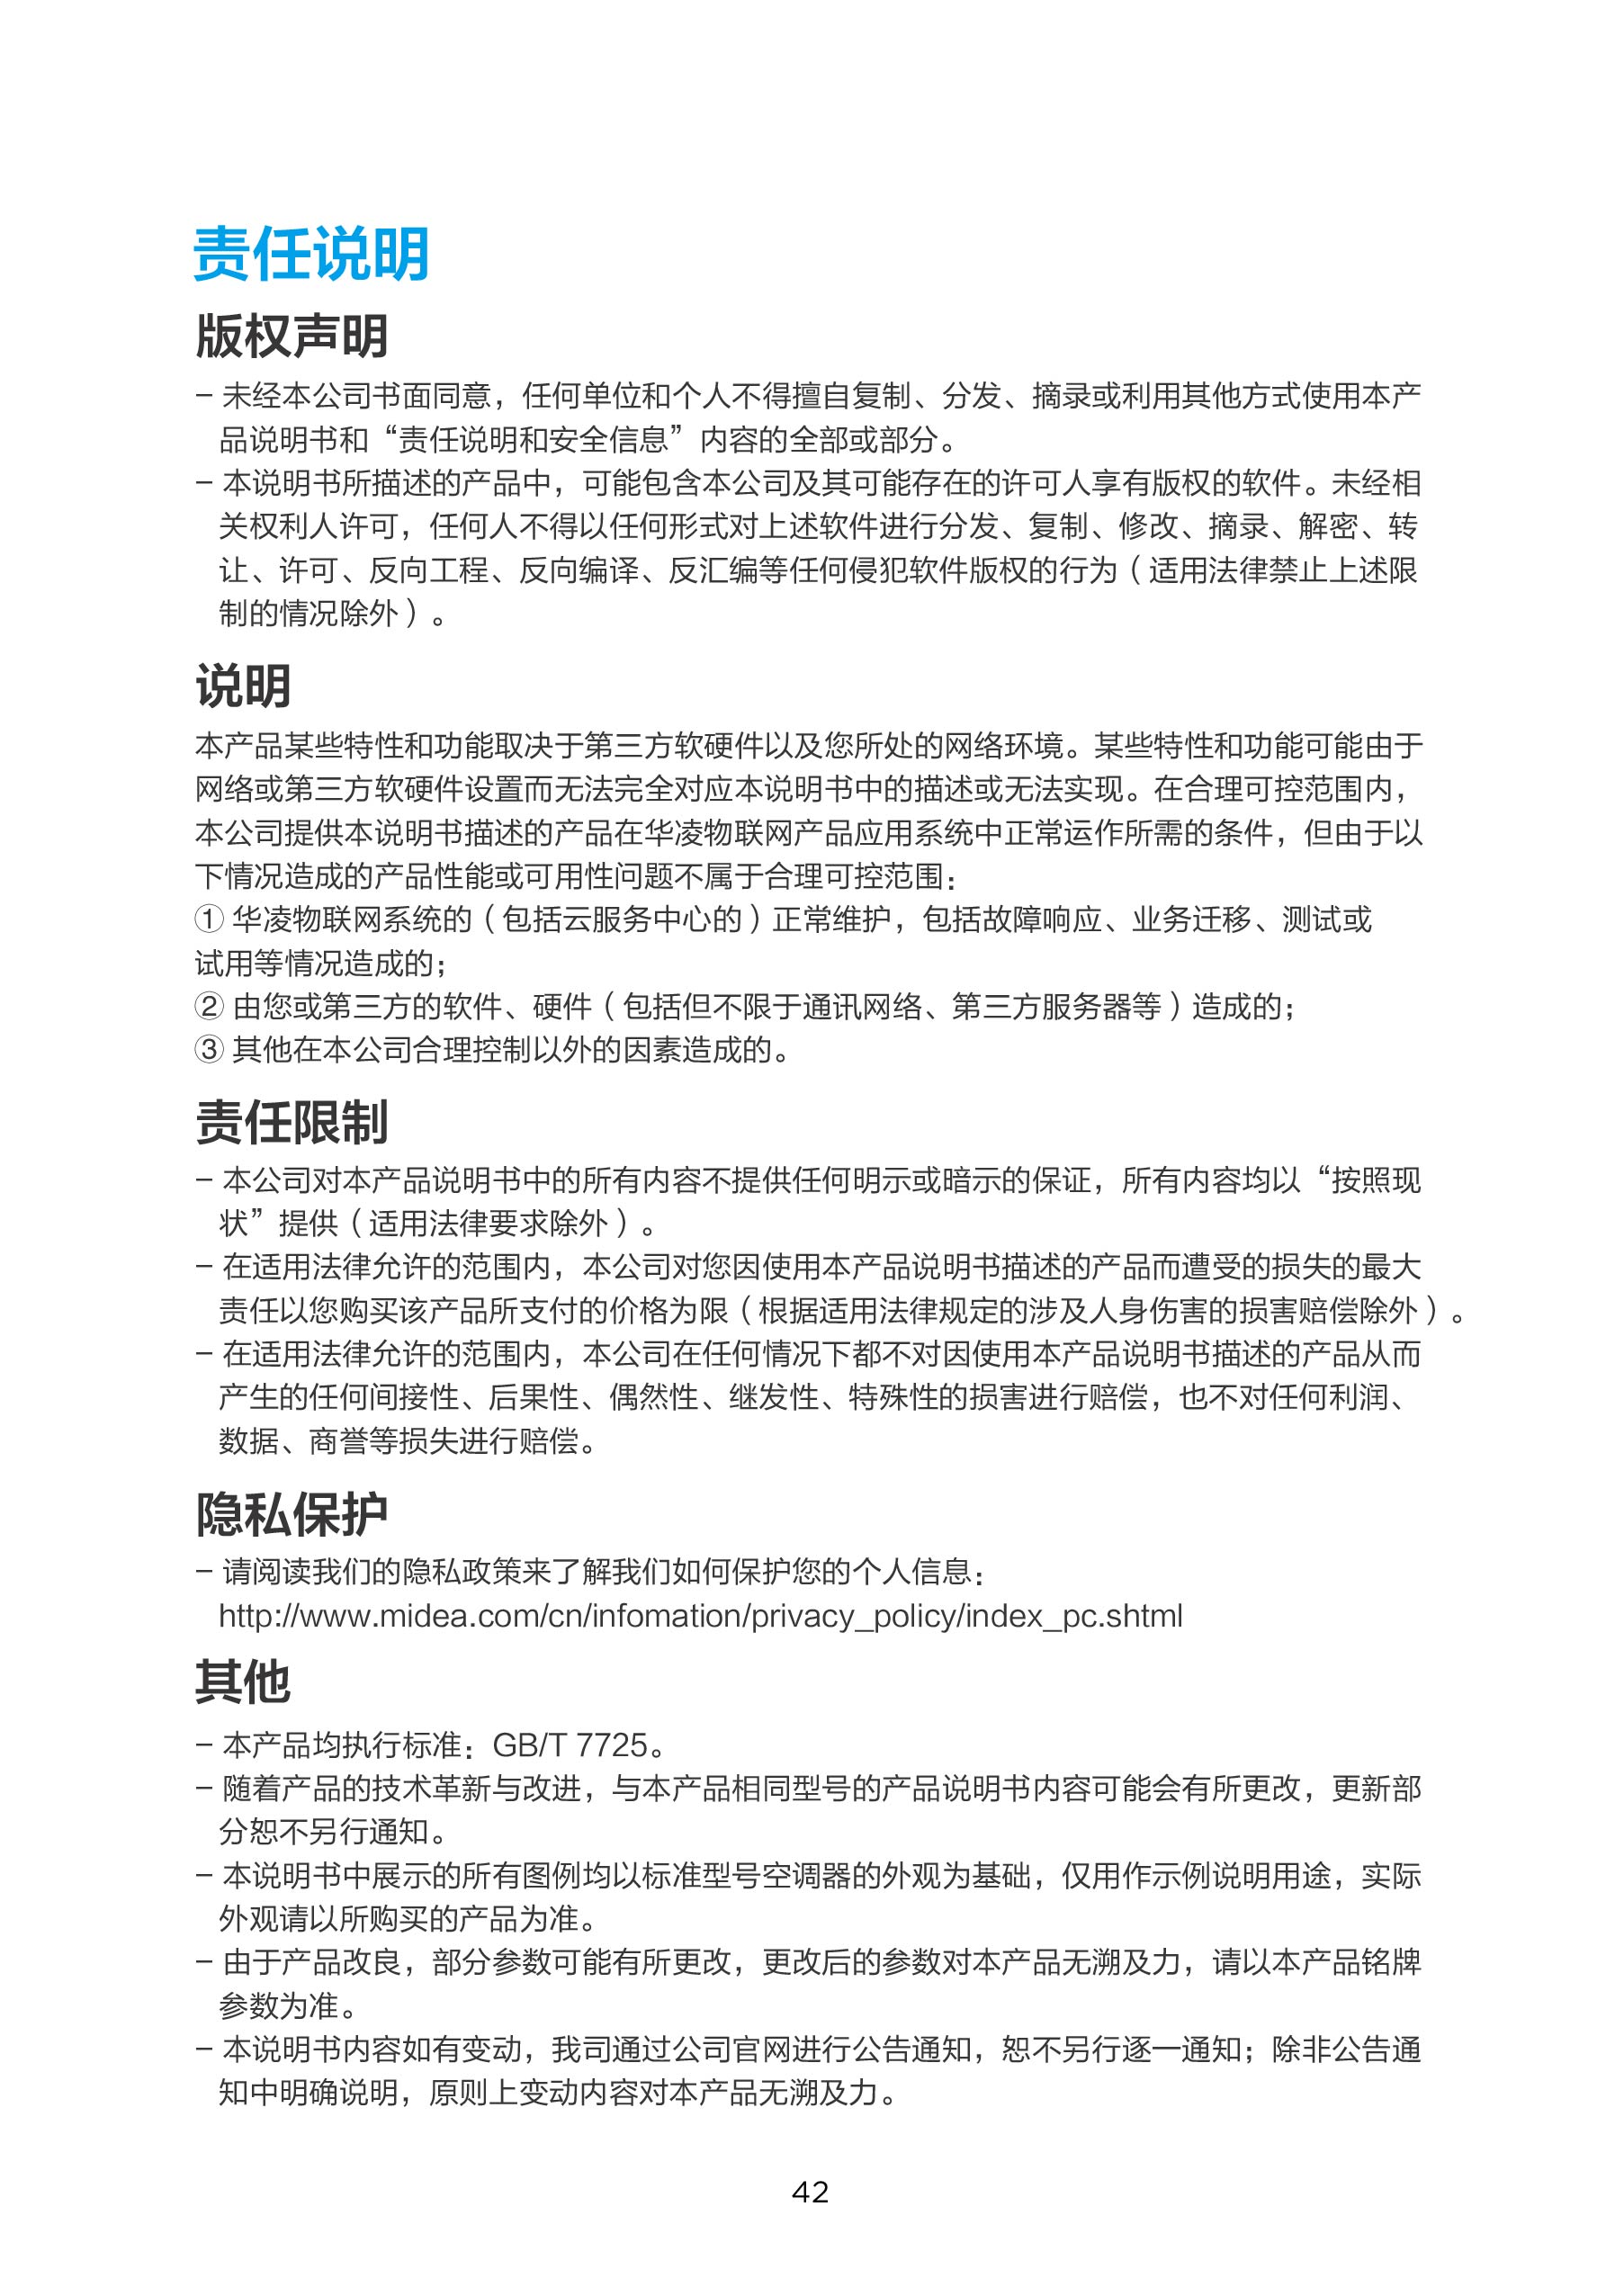 责任说明
版权声明
– 未经本公司书面同意，任何单位和个人不得擅自复制、分发、摘录或利用其他方式使用本产
品说明书和“责任说明和安全信息”内容的全部或部分。
– 本说明书所描述的产品中，可能包含本公司及其可能存在的许可人享有版权的软件。未经相
关权利人许可，任何人不得以任何形式对上述软件进行分发、复制、修改、摘录、解密、转
让、许可、反向工程、反向编译、反汇编等任何侵犯软件版权的行为（适用法律禁止上述限
制的情况除外）。
说明
本产品某些特性和功能取决于第三方软硬件以及您所处的网络环境。某些特性和功能可能由于
网络或第三方软硬件设置而无法完全对应本说明书中的描述或无法实现。在合理可控范围内，
本公司提供本说明书描述的产品在华凌物联网产品应用系统中正常运作所需的条件，但由于以
下情况造成的产品性能或可用性问题不属于合理可控范围：
① 华凌物联网系统的（包括云服务中心的）正常维护，包括故障响应、业务迁移、测试或
试用等情况造成的；
② 由您或第三方的软件、硬件（包括但不限于通讯网络、第三方服务器等）造成的；
③ 其他在本公司合理控制以外的因素造成的。
责任限制
– 本公司对本产品说明书中的所有内容不提供任何明示或暗示的保证，所有内容均以“按照现
状”提供（适用法律要求除外）。
– 在适用法律允许的范围内，本公司对您因使用本产品说明书描述的产品而遭受的损失的最大
责任以您购买该产品所支付的价格为限（根据适用法律规定的涉及人身伤害的损害赔偿除外）。
– 在适用法律允许的范围内，本公司在任何情况下都不对因使用本产品说明书描述的产品从而
产生的任何间接性、后果性、偶然性、继发性、特殊性的损害进行赔偿，也不对任何利润、
数据、商誉等损失进行赔偿。
隐私保护
– 请阅读我们的隐私政策来了解我们如何保护您的个人信息：
http://www.midea.com/cn/infomation/privacy_policy/index_pc.shtml
其他
– 本产品均执行标准：GB/T 7725。
– 随着产品的技术革新与改进，与本产品相同型号的产品说明书内容可能会有所更改，更新部
分恕不另行通知。
– 本说明书中展示的所有图例均以标准型号空调器的外观为基础，仅用作示例说明用途，实际
外观请以所购买的产品为准。
– 由于产品改良，部分参数可能有所更改，更改后的参数对本产品无溯及力，请以本产品铭牌
参数为准。
– 本说明书内容如有变动，我司通过公司官网进行公告通知，恕不另行逐一通知；除非公告通
知中明确说明，原则上变动内容对本产品无溯及力。
42